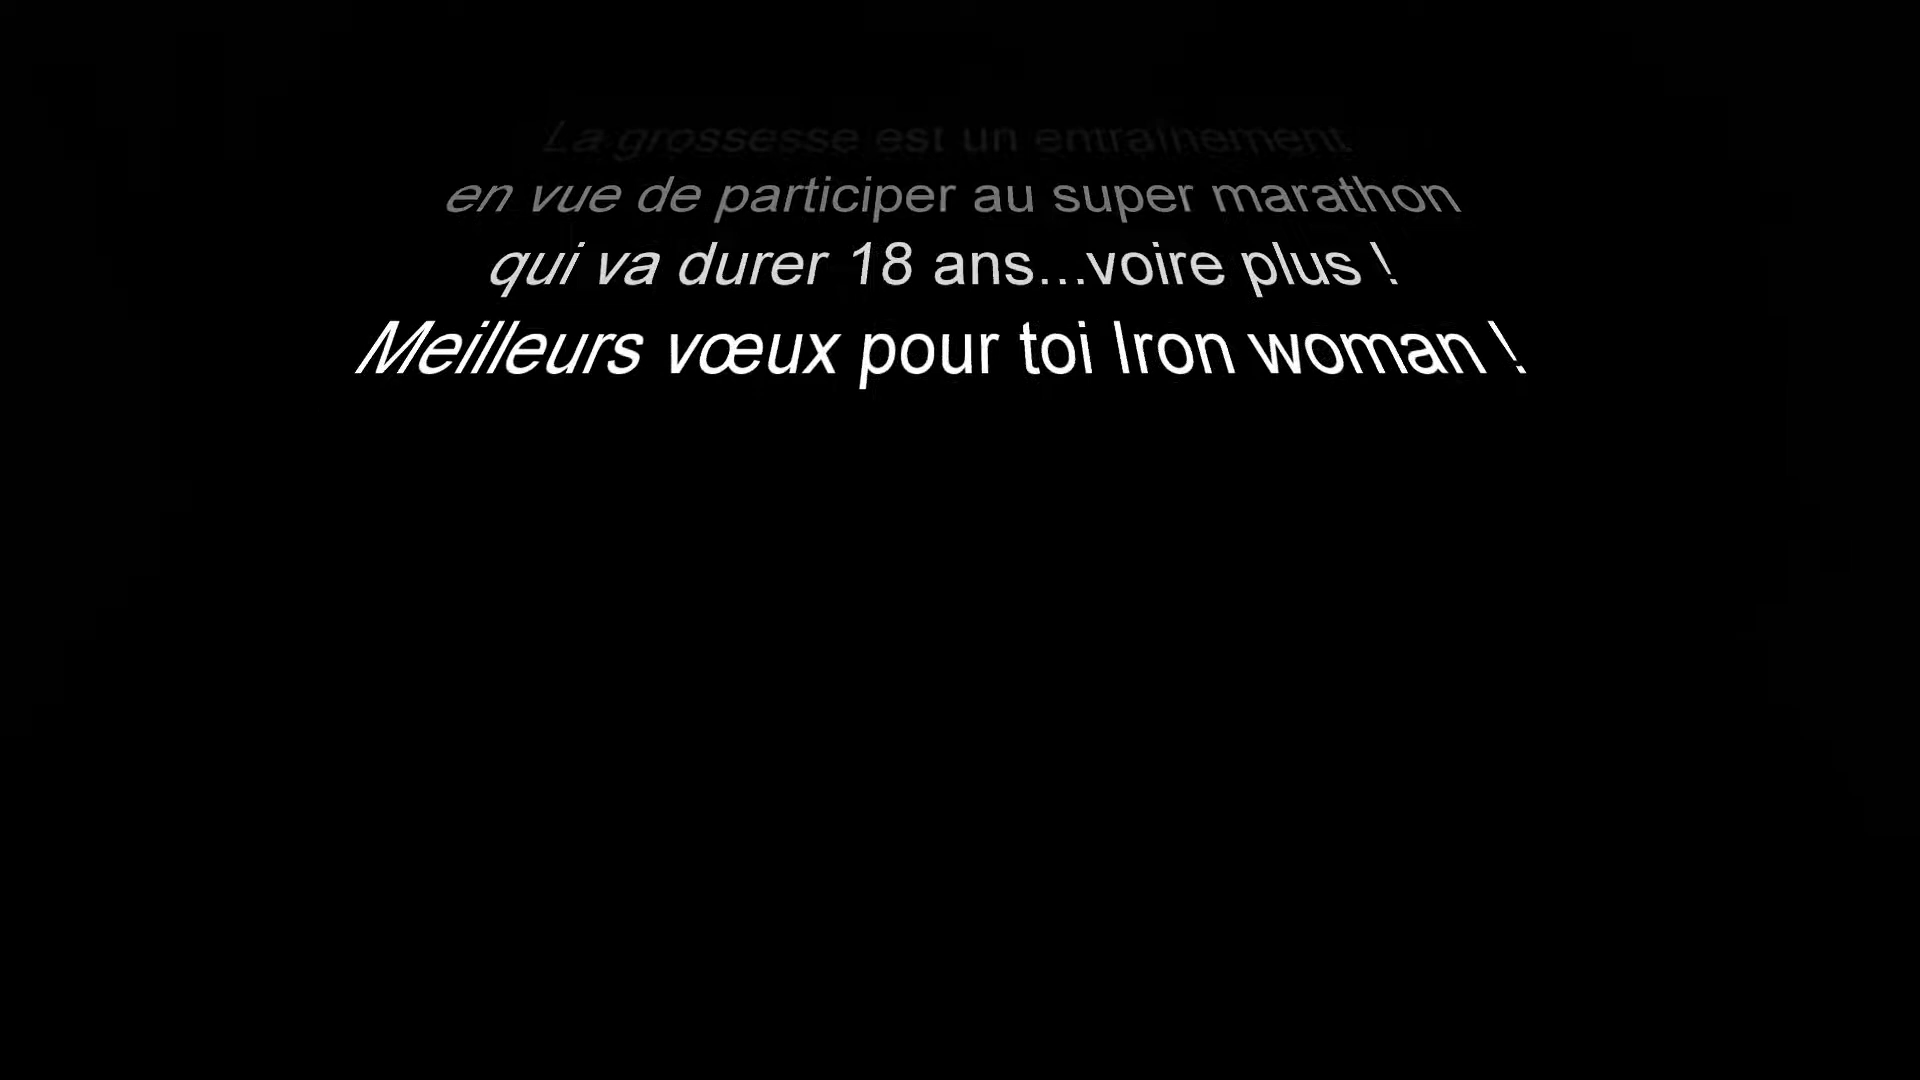 La grossesse est un entraînement
en vue de participer au super marathon
qui va durer 18 ans...voire plus !
Meilleurs vœux pour toi Iron woman !